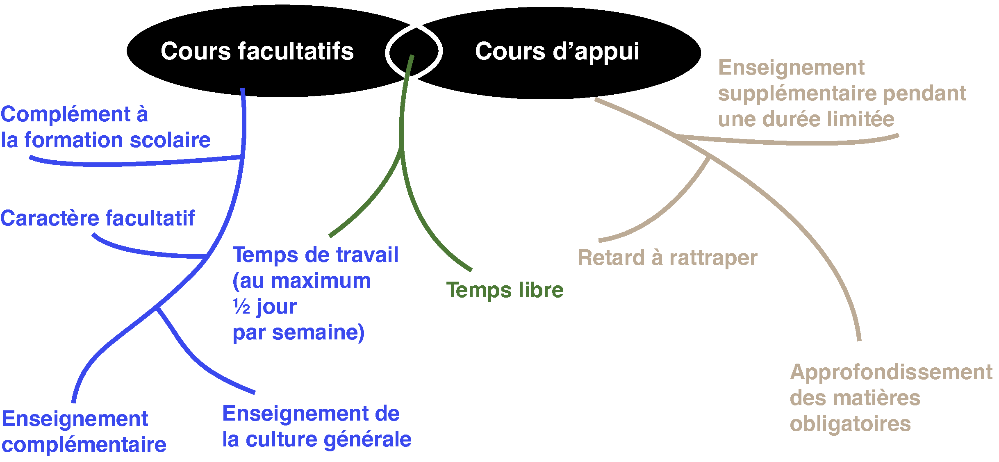 Cours facultatifs
Cours d’appui
Complément à
la formation scolaire
Caractère facultatif
Enseignement
complémentaire
Enseignement de
la culture générale
Temps de travail
(au maximum
½ jour
par semaine)
Temps libre
Enseignement
supplémentaire pendant
une durée limitée
Retard à rattraper
Approfondissement
des matières
obligatoires